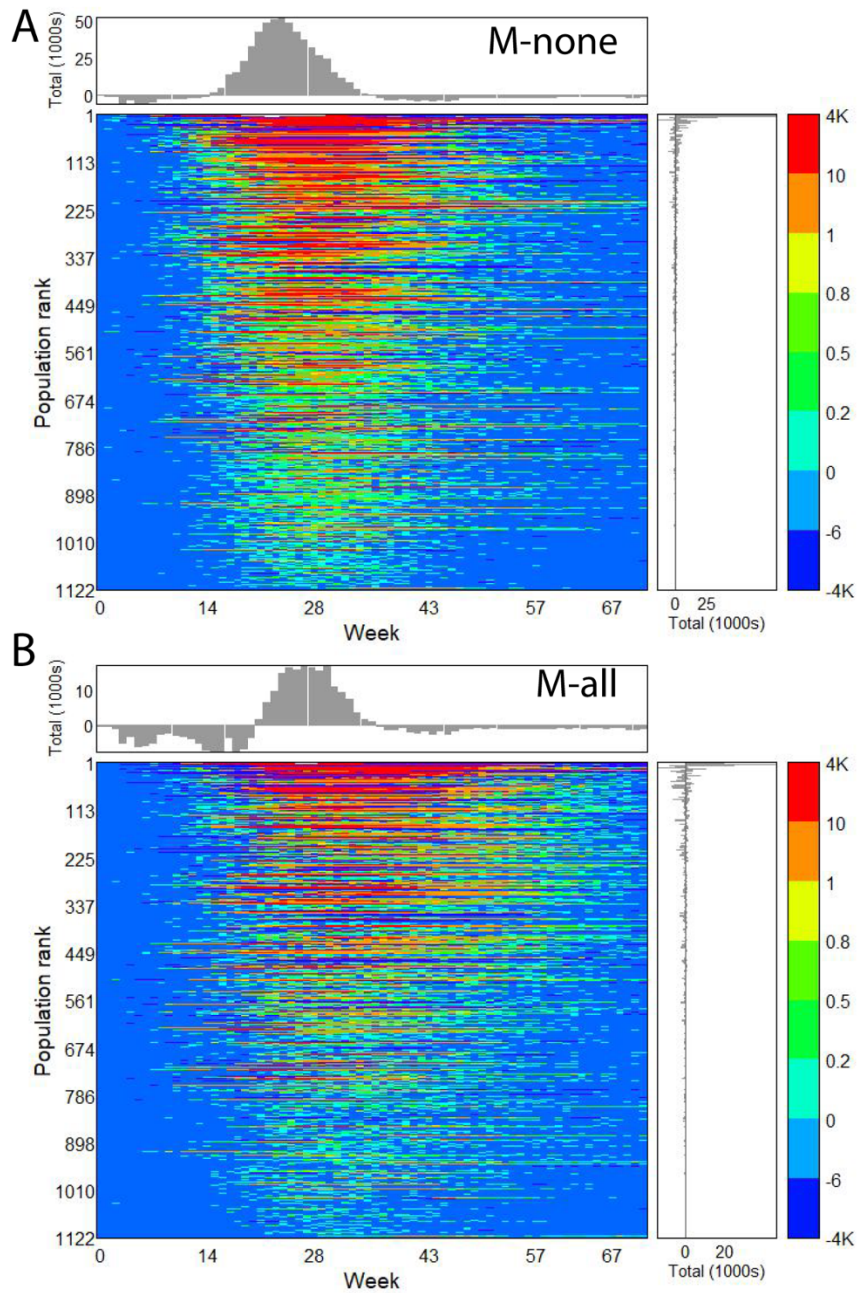 A
M-none
Total (1000s)
50
25
0
Population rank
1
113
225
337
449
561
674
786
898
1010
1122
0 14 28 43 57 67
Week
0 25
Total (1000s)
4K
10
1
0.8
0.5
0.2
0
-6
-4K
B
M-all
Total (1000s)
10
0
Population rank
1
113
225
337
449
561
674
786
898
1010
1122
0 14 28 43 57 67
Week
0 20
Total (1000s)
4K
10
1
0.8
0.5
0.2
0
-6
-4K